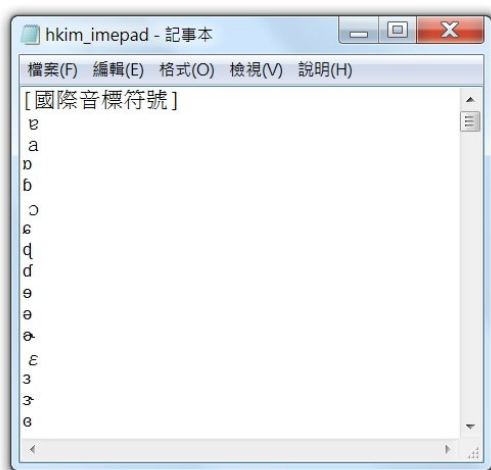 hkim_imepad - 記事本
檔案(F) 編輯(E) 格式(O) 檢視(V) 說明(H)
[國際音標符號]
ɐ
ɑ
ɒ
ɓ
ɔ
ɕ
ɖ
ɗ
ɘ
ə
ɚ
ɛ
ɜ
ɝ
ɞ